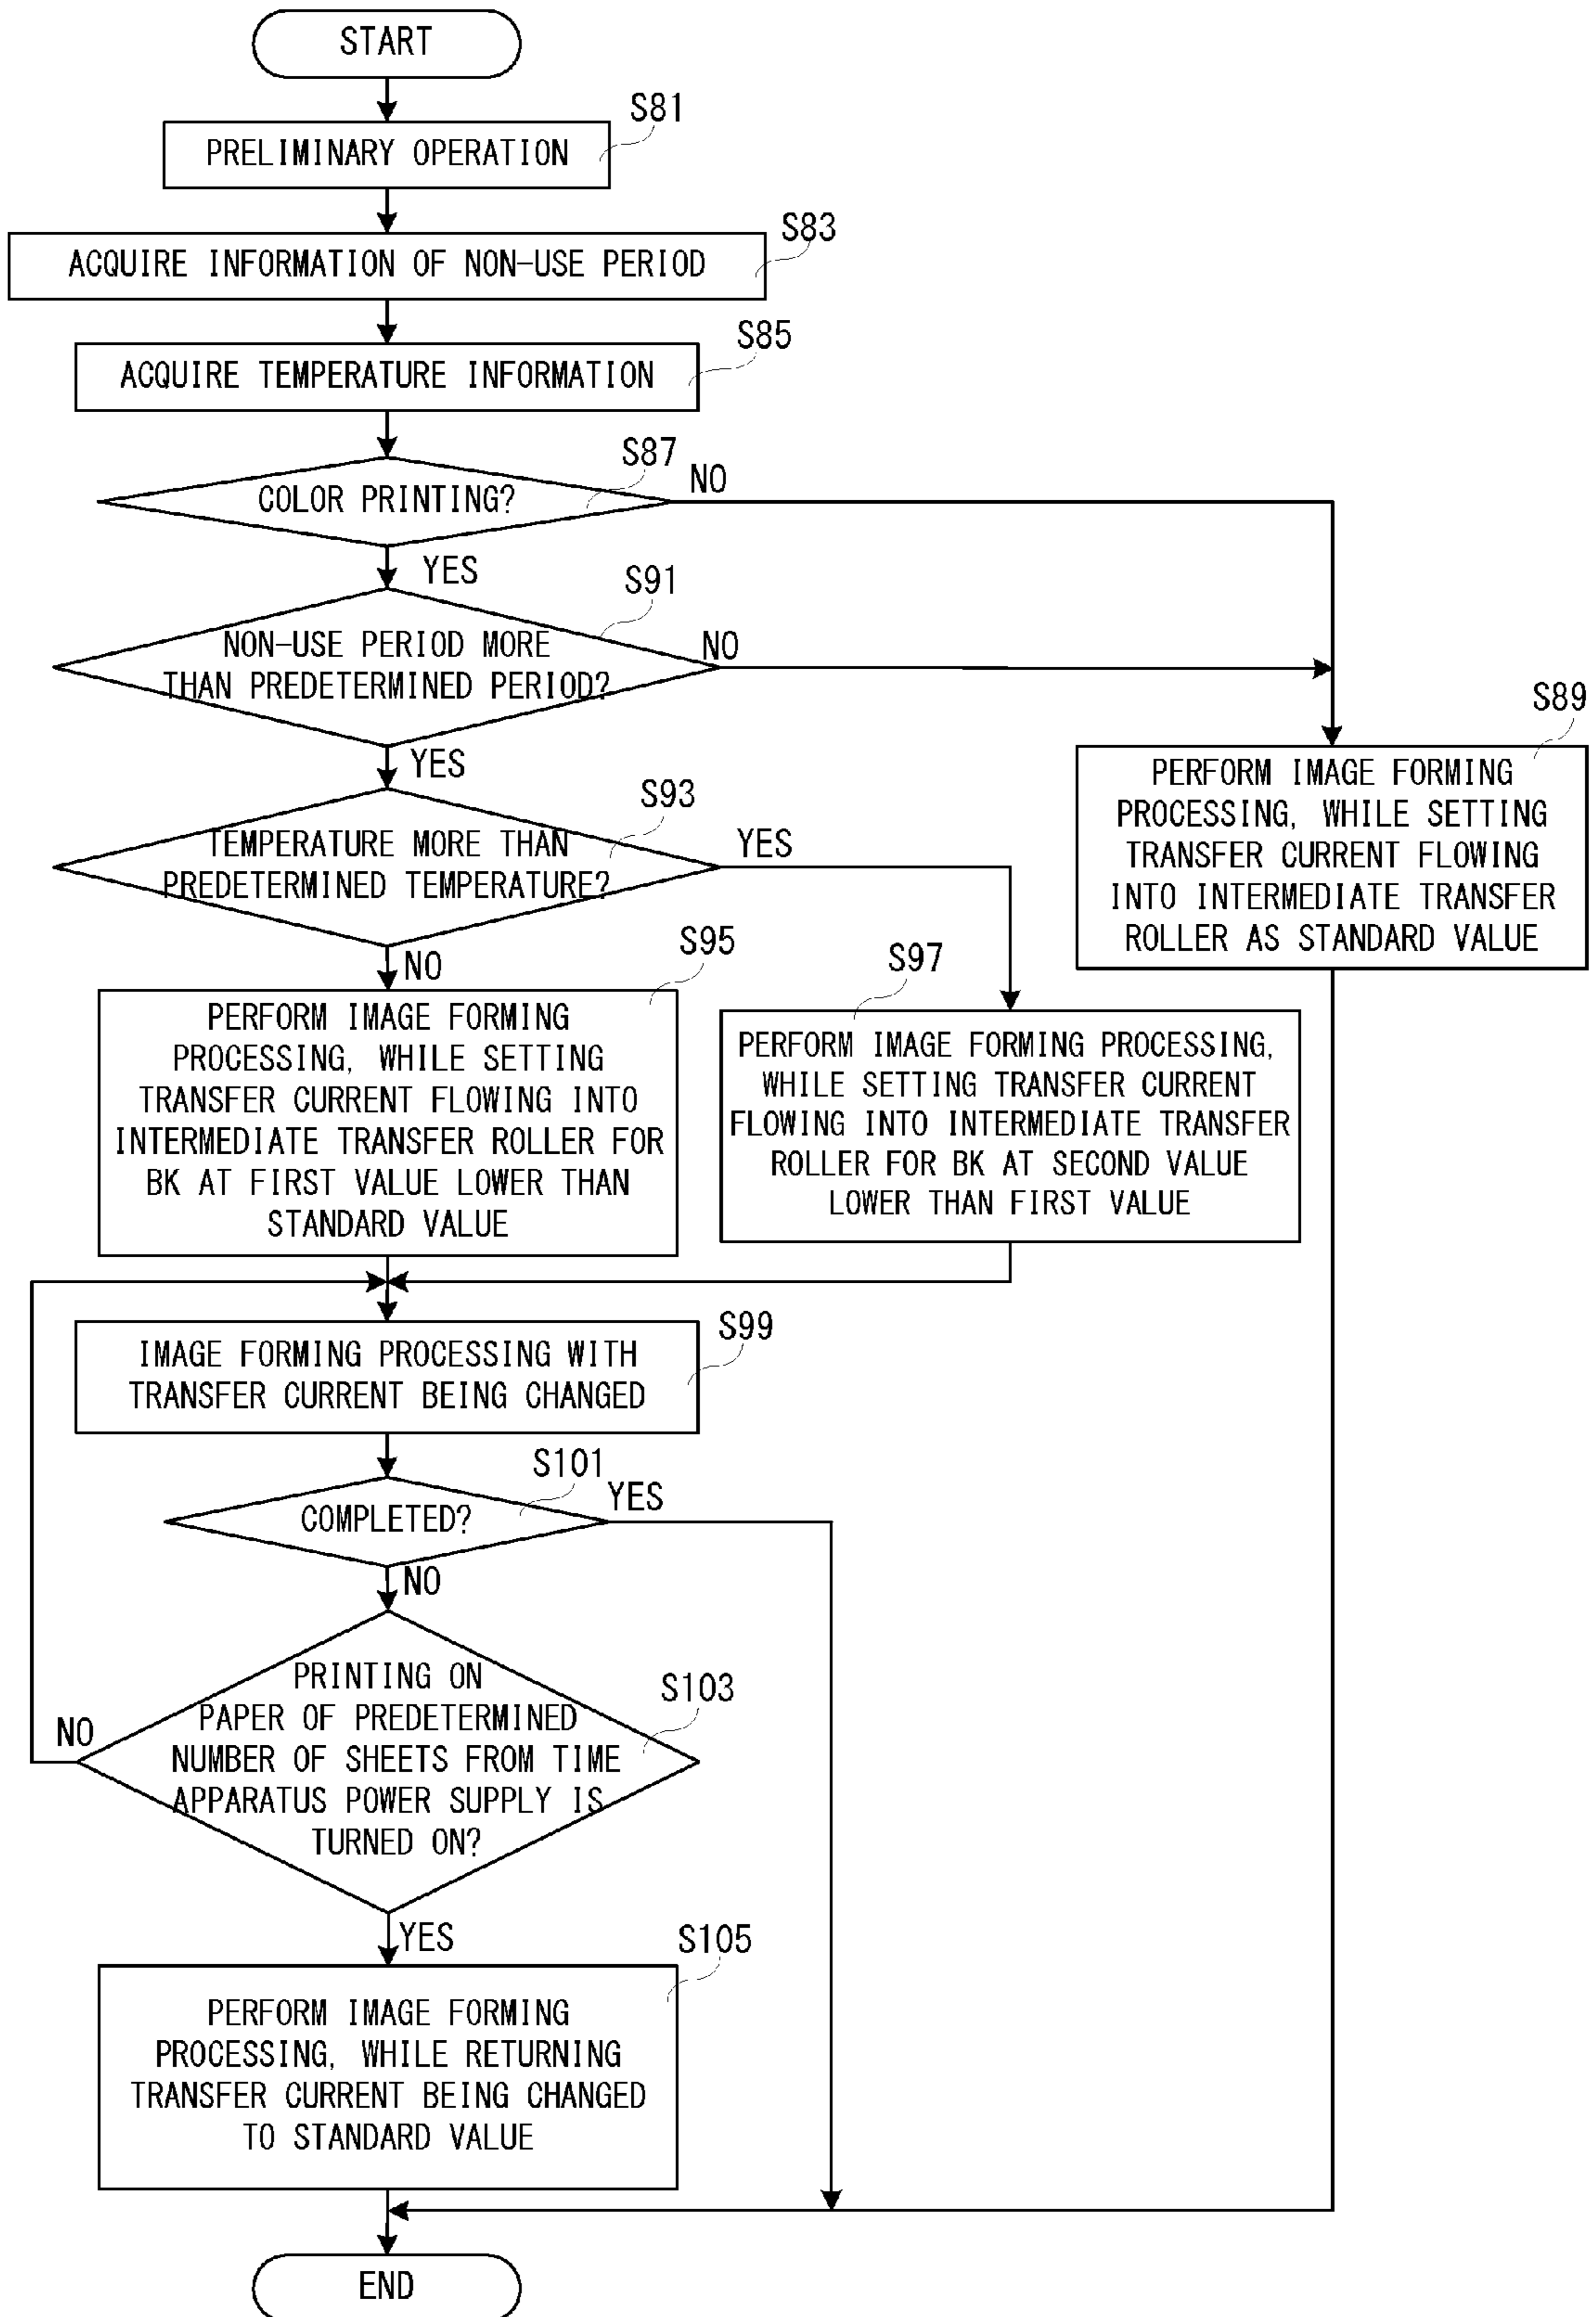 START
S81
PRELIMINARY OPERATION
S83
ACQUIRE INFORMATION OF NON-USE PERIOD
S85
ACQUIRE TEMPERATURE INFORMATION
S87
COLOR PRINTING?
NO
YES
S91
NON-USE PERIOD MORE
THAN PREDETERMINED PERIOD?
NO
YES
S89
PERFORM IMAGE FORMING
PROCESSING, WHILE SETTING
TRANSFER CURRENT FLOWING
INTO INTERMEDIATE TRANSFER
ROLLER AS STANDARD VALUE
S93
TEMPERATURE MORE THAN
PREDETERMINED TEMPERATURE?
YES
NO
S95
PERFORM IMAGE FORMING
PROCESSING, WHILE SETTING
TRANSFER CURRENT FLOWING INTO
INTERMEDIATE TRANSFER ROLLER FOR
BK AT FIRST VALUE LOWER THAN
STANDARD VALUE
S97
PERFORM IMAGE FORMING PROCESSING,
WHILE SETTING TRANSFER CURRENT
FLOWING INTO INTERMEDIATE TRANSFER
ROLLER FOR BK AT SECOND VALUE
LOWER THAN FIRST VALUE
S99
IMAGE FORMING PROCESSING WITH
TRANSFER CURRENT BEING CHANGED
S101
COMPLETED?
YES
NO
S103
PRINTING ON
PAPER OF PREDETERMINED
NUMBER OF SHEETS FROM TIME
APPARATUS POWER SUPPLY IS
TURNED ON?
NO
YES
S105
PERFORM IMAGE FORMING
PROCESSING, WHILE RETURNING
TRANSFER CURRENT BEING CHANGED
TO STANDARD VALUE
END